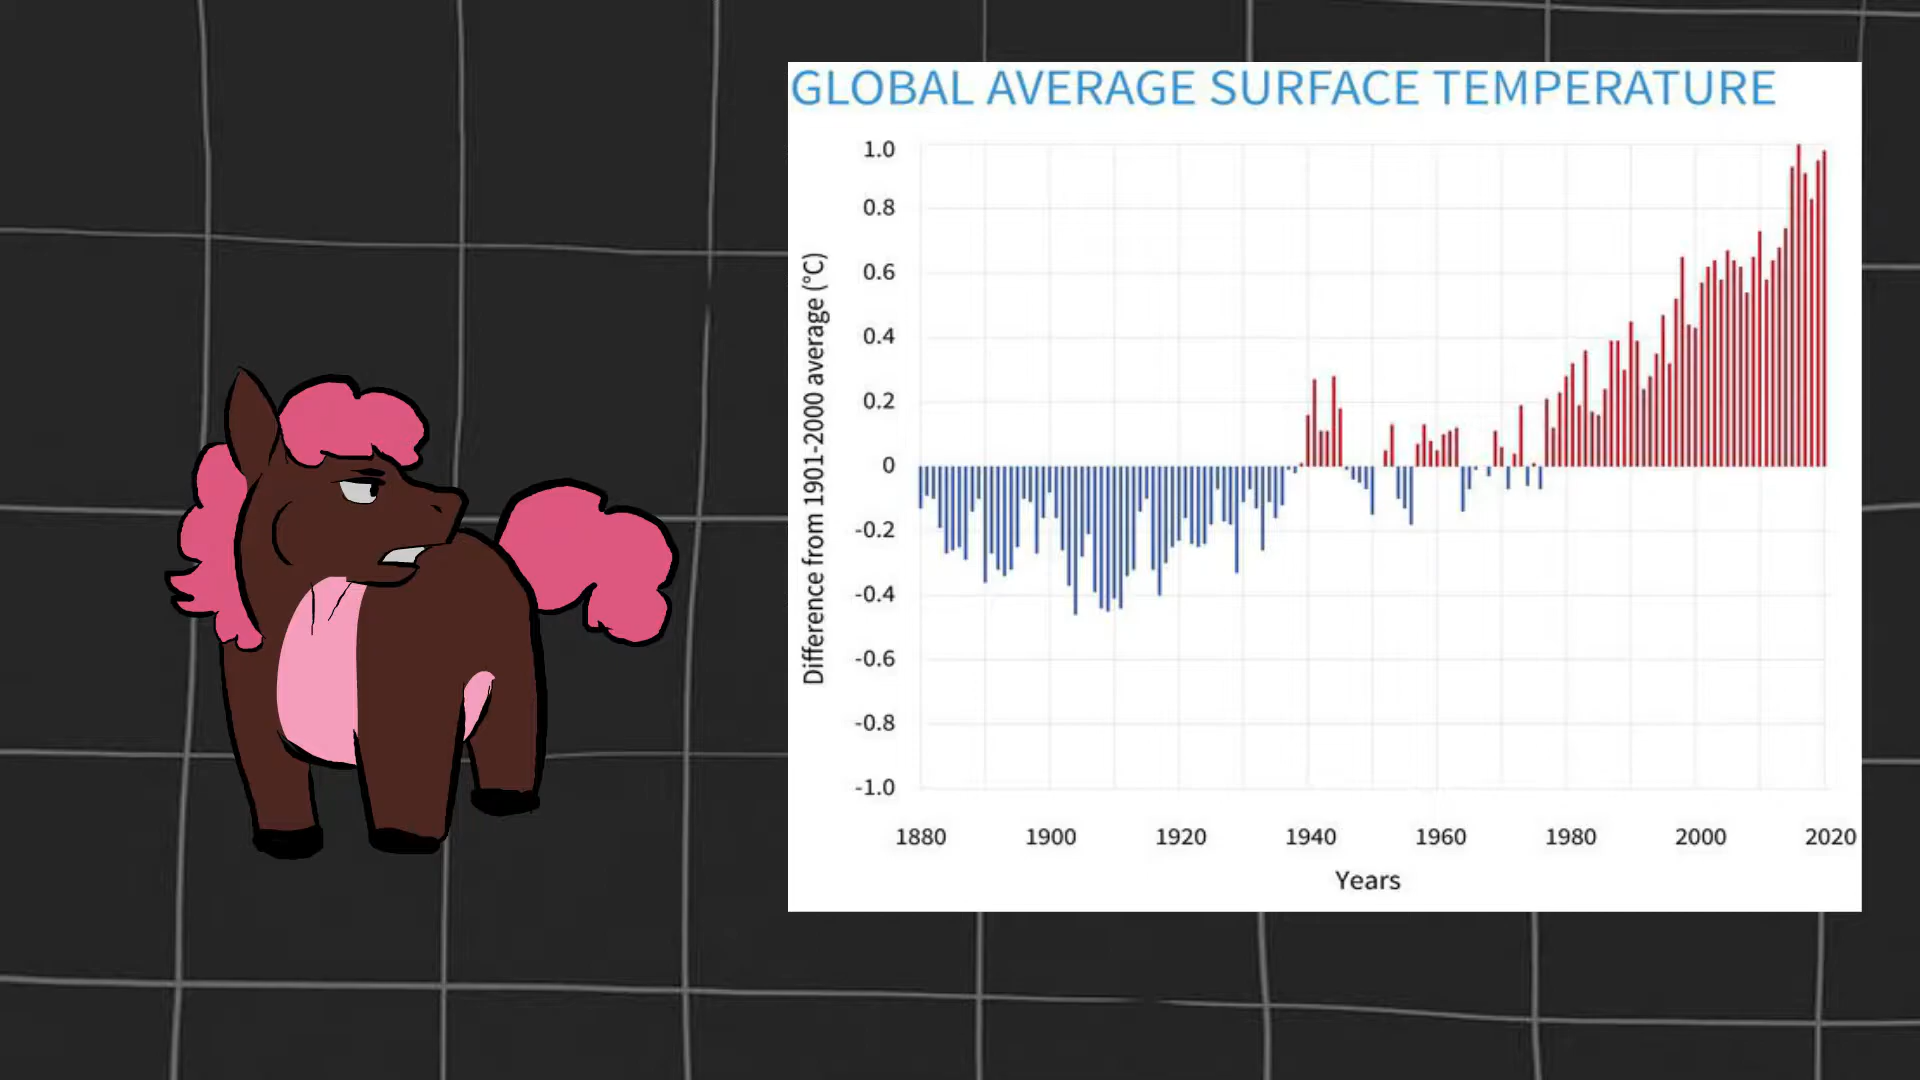 GLOBAL AVERAGE SURFACE TEMPERATURE
Difference from 1901-2000 average (°C)
1.0
0.8
0.6
0.4
0.2
0
-0.2
-0.4
-0.6
-0.8
-1.0
1880 1900 1920 1940 1960 1980 2000 2020
Years